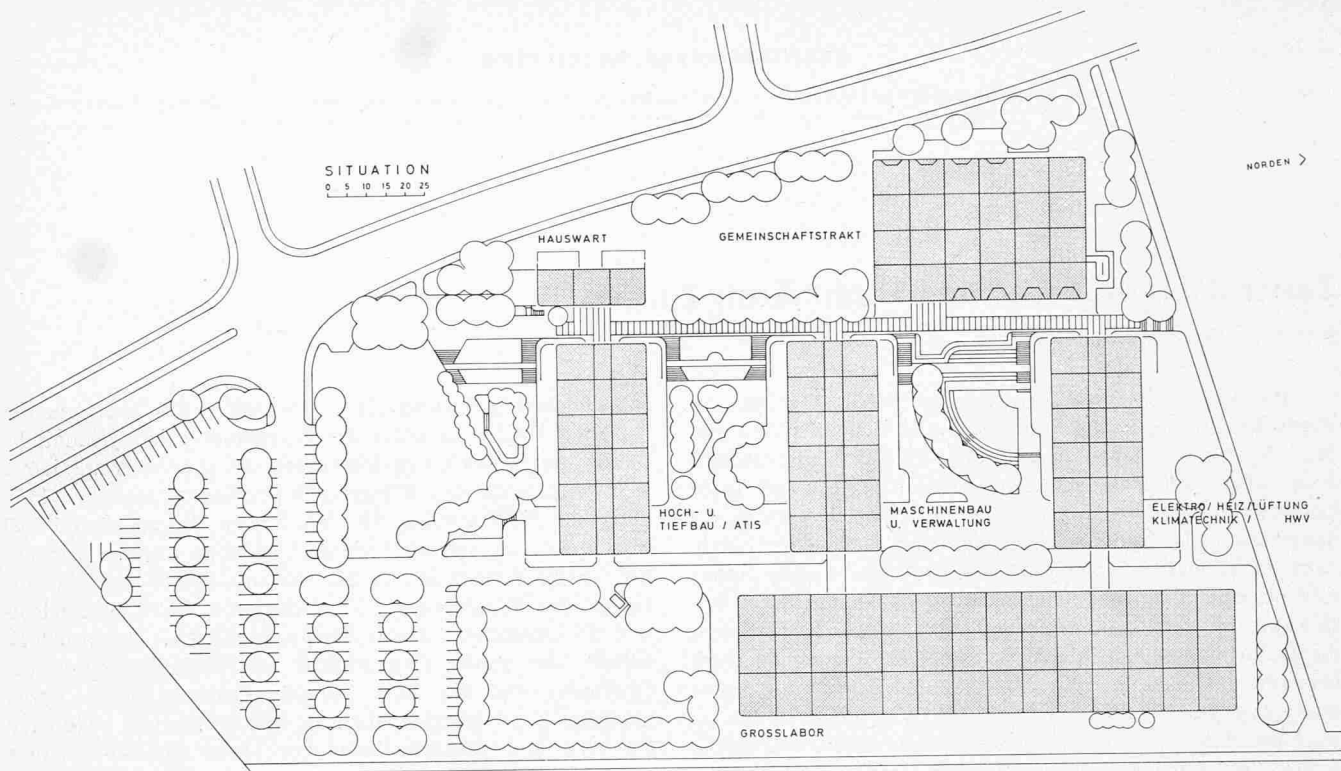 SITUATION
0 5 10 15 20 25
NORDEN >
HAUSWART
GEMEINSCHAFTSTRAKT
HOCH- U.
TIEFBAU / ATIS
MASCHINENBAU
U. VERWALTUNG
ELEKTRO/ HEIZ/LÜFTUNG
KLIMATECHNIK / HWV
GROSSLABOR